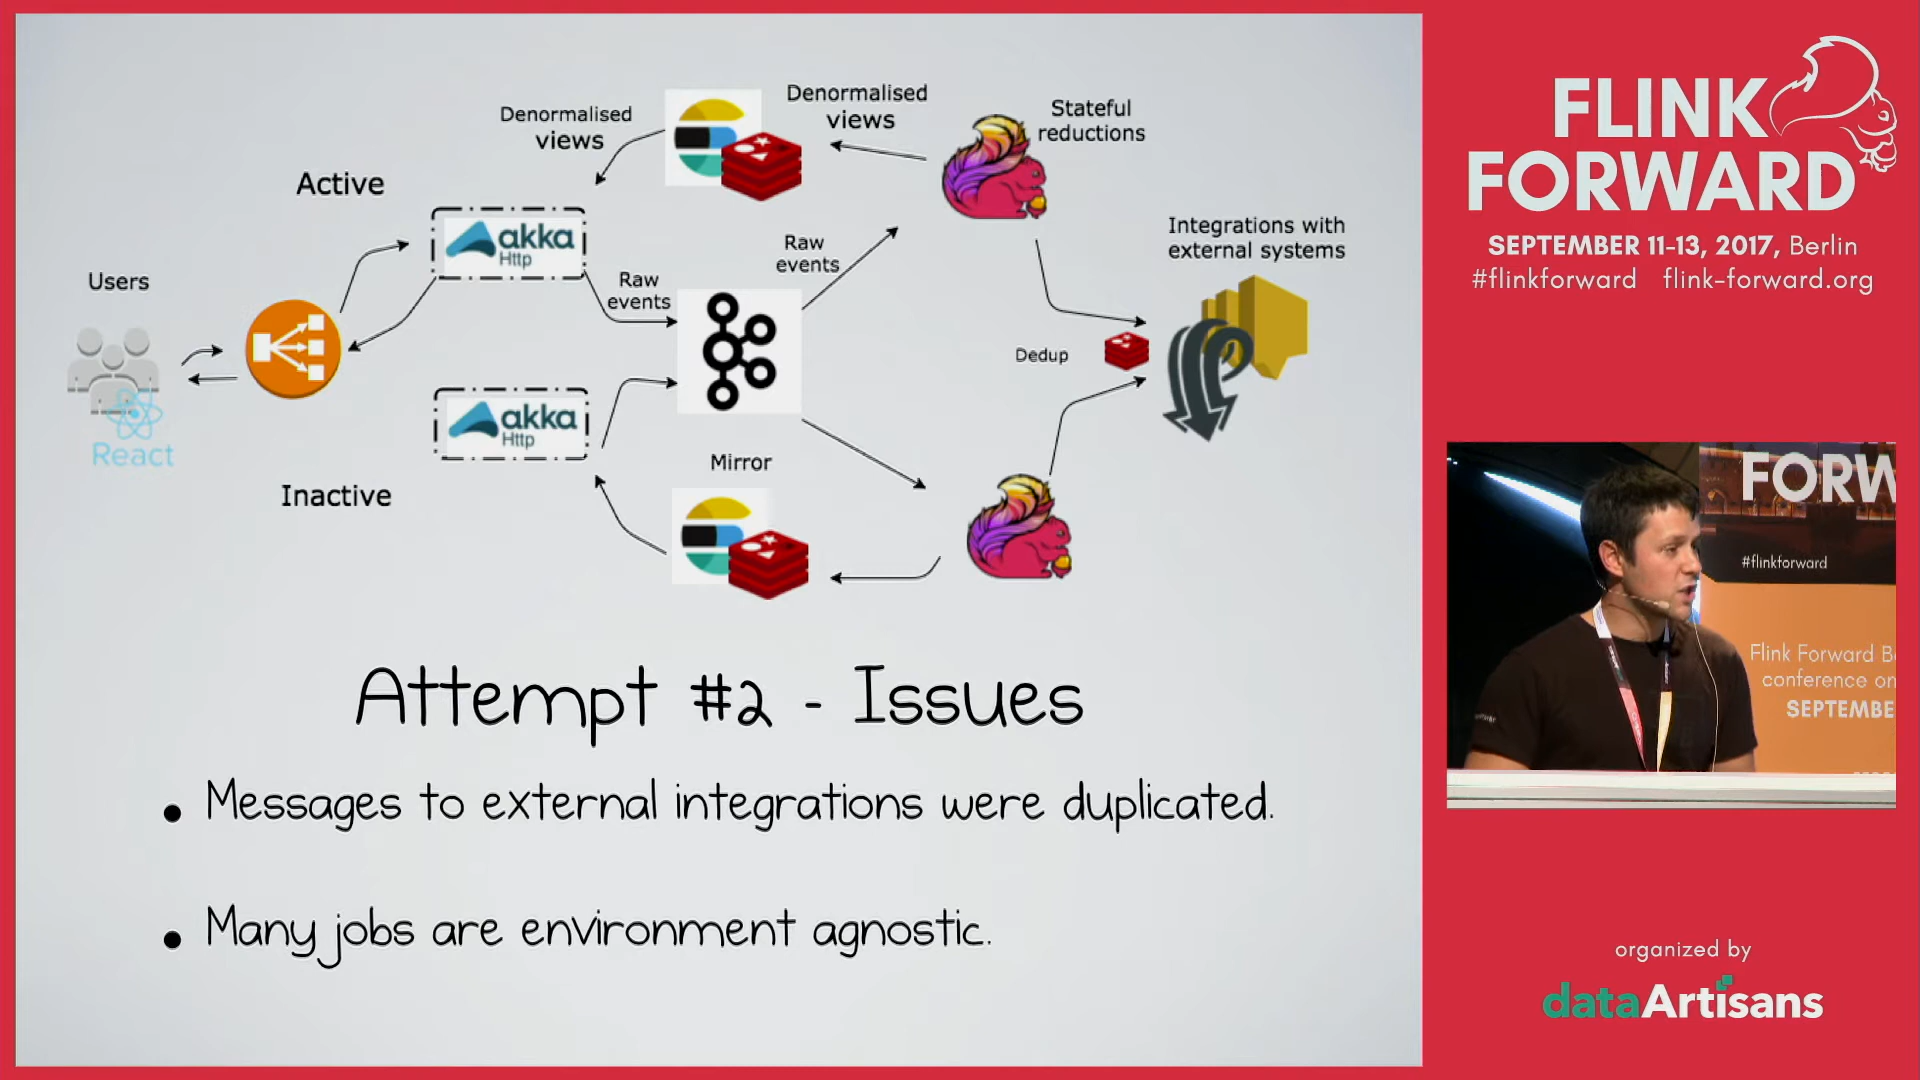 Denormalised
views
Denormalised
views
Stateful
reductions
Active
akka
Http
Raw
events
Raw
events
Integrations with
external systems
Users
Dedup
akka
Http
React
Mirror
Inactive
Attempt #2 - Issues
• Messages to external integrations were duplicated.
• Many jobs are environment agnostic.
FLINK
FORWARD
SEPTEMBER 11-13, 2017, Berlin
#flinkforward flink-forward.org
FORW
#flinkforward
Flink Forward Be
conference on
SEPTEMBE
organized by
dataArtisans